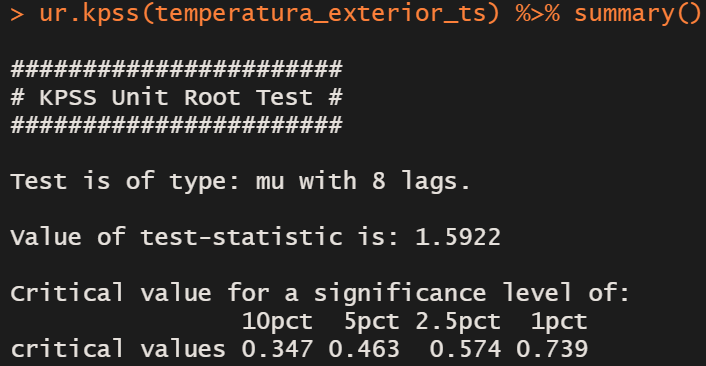 > ur.kpss(temperatura_exterior_ts) %>% summary()
#######################
# KPSS Unit Root Test #
#######################
Test is of type: mu with 8 lags.
Value of test-statistic is: 1.5922
Critical value for a significance level of:
10pct 5pct 2.5pct 1pct
critical values 0.347 0.463 0.574 0.739